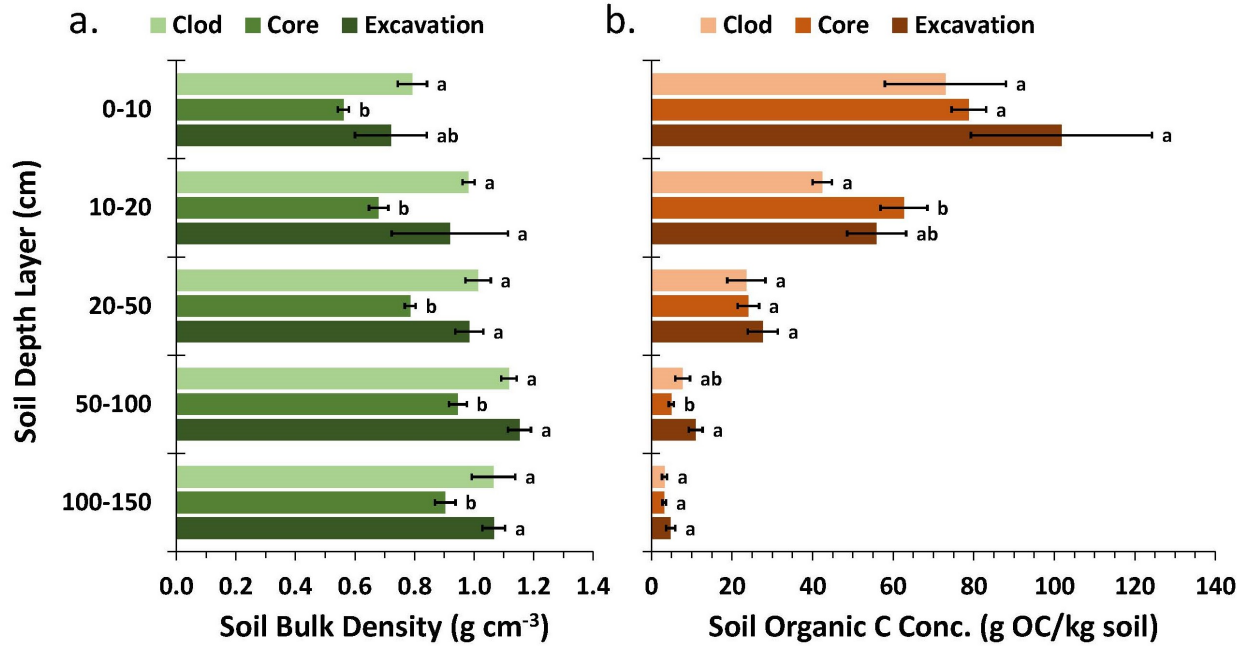 a.
Clod Core Excavation
b.
Clod Core Excavation
Soil Depth Layer (cm)
0-10
a
b
ab
a
a
a
10-20
a
b
a
a
b
ab
20-50
a
b
a
a
a
a
50-100
a
b
a
ab
b
a
100-150
a
b
a
a
a
a
0.0 0.2 0.4 0.6 0.8 1.0 1.2 1.4
0 20 40 60 80 100 120 140
Soil Bulk Density (g cm⁻³)
Soil Organic C Conc. (g OC/kg soil)